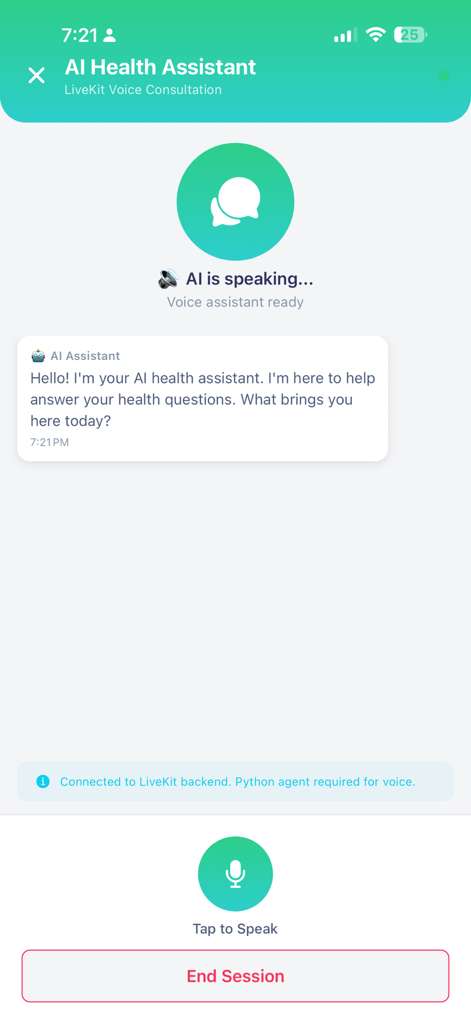 7:21
25
AI Health Assistant
LiveKit Voice Consultation
AI is speaking...
Voice assistant ready
AI Assistant
Hello! I'm your AI health assistant. I'm here to help
answer your health questions. What brings you
here today?
7:21 PM
Connected to LiveKit backend. Python agent required for voice.
Tap to Speak
End Session